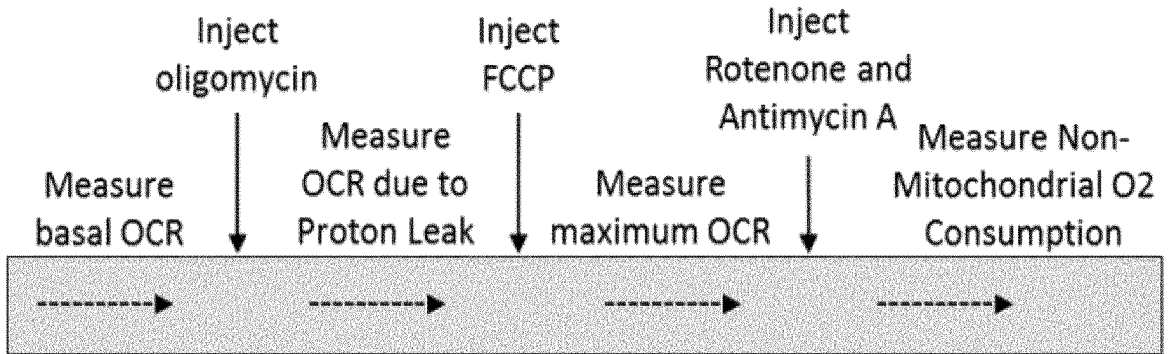 Inject
oligomycin
Inject
FCCP
Inject
Rotenone and
Antimycin A
Measure
basal OCR
Measure
OCR due to
Proton Leak
Measure
maximum OCR
Measure Non-
Mitochondrial O2
Consumption